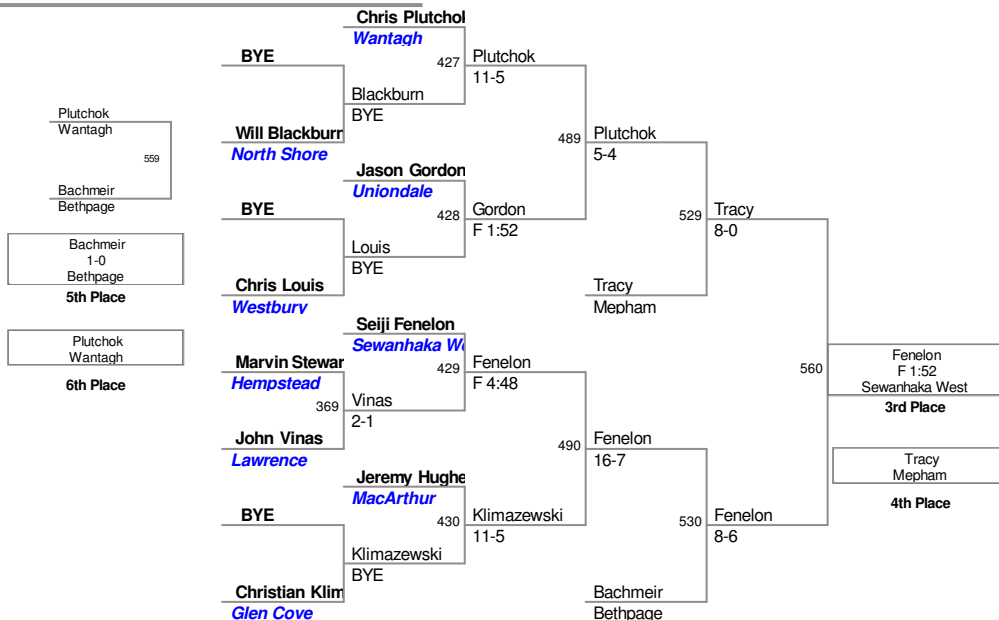 Chris Plutchok
Wantagh
BYE
427
Plutchok
11-5
Blackburn
BYE
Will Blackburn
North Shore
489
Plutchok
5-4
Jason Gordon
Uniondale
BYE
428
Gordon
F 1:52
Louis
BYE
Chris Louis
Westbury
529
Tracy
8-0
Tracy
Mepham
Seiji Fenelon
Sewanhaka We
Marvin Stewar
Hempstead
429
Fenelon
F 4:48
369
Vinas
2-1
John Vinas
Lawrence
490
Fenelon
16-7
Jeremy Hughe
MacArthur
BYE
430
Klimazewski
11-5
Klimazewski
BYE
Christian Klim
Glen Cove
530
Fenelon
8-6
Bachmeir
Bethpage
560
Fenelon
F 1:52
Sewanhaka West
3rd Place
Tracy
Mepham
4th Place
Plutchok
Wantagh
559
Bachmeir
Bethpage
Bachmeir
1-0
Bethpage
5th Place
Plutchok
Wantagh
6th Place